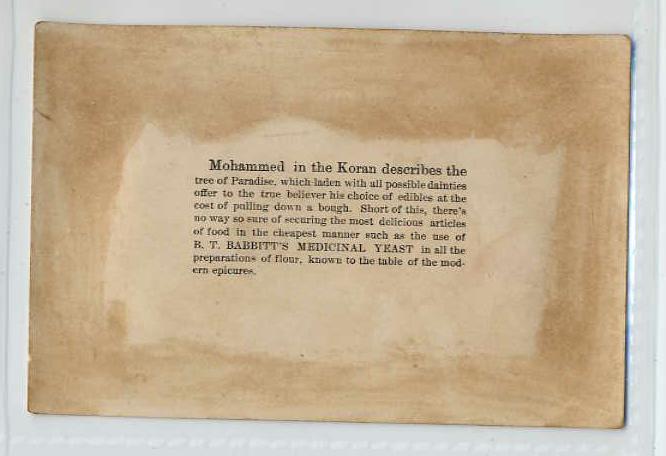 Mohammed in the Koran describes the
tree of Paradise, which laden with all possible dainties
offer to the true believer his choice of edibles at the
cost of pulling down a bough. Short of this, there's
no way so sure of securing the most delicious articles
of food in the cheapest manner such as the use of
B. T. BABBITT'S MEDICINAL YEAST in all the
preparations of flour, known to the table of the mod-
ern epicures.